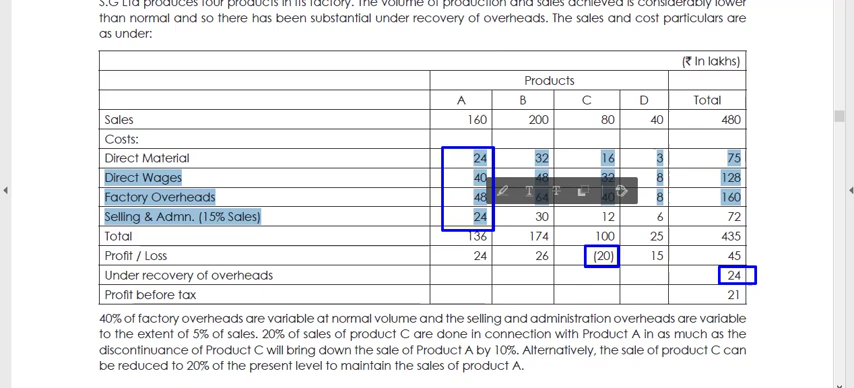 S.G Ltd produces four products in its factory. The volume of production and sales achieved is considerably lower
than normal and so there has been substantial under recovery of overheads. The sales and cost particulars are
as under:
(₹ In lakhs)
Products
A B C D Total
Sales 160 200 80 40 480
Costs:
Direct Material 24 32 16 3 75
Direct Wages 40 48 32 8 128
Factory Overheads 48 64 40 8 160
Selling & Admn. (15% Sales) 24 30 12 6 72
Total 136 174 100 25 435
Profit / Loss 24 26 (20) 15 45
Under recovery of overheads 24
Profit before tax 21
40% of factory overheads are variable at normal volume and the selling and administration overheads are variable
to the extent of 5% of sales. 20% of sales of product C are done in connection with Product A in as much as the
discontinuance of Product C will bring down the sale of Product A by 10%. Alternatively, the sale of product C can
be reduced to 20% of the present level to maintain the sales of product A.